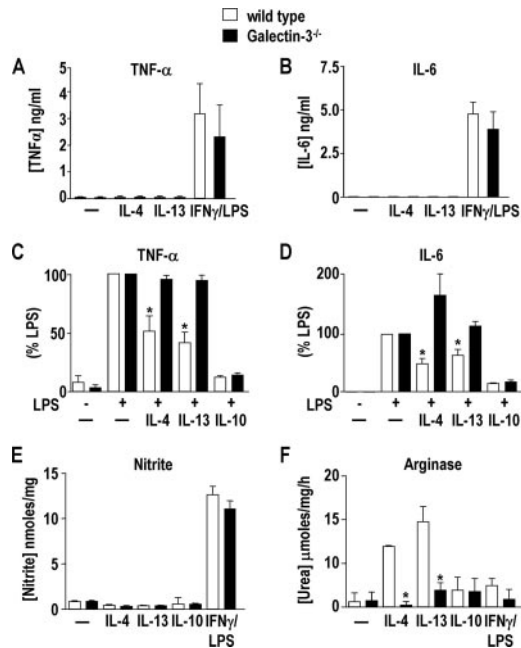 wild type
Galectin-3-/-
A
TNF-α
[TNFα] ng/ml
5
4
3
2
1
0
— IL-4 IL-13 IFNγ/LPS
B
IL-6
[IL-6] ng/ml
7.5
5.0
2.5
0
— IL-4 IL-13 IFNγ/LPS
C
TNF-α
(% LPS)
100
50
0
* *
LPS - + + + +
— — IL-4 IL-13 IL-10
D
IL-6
(% LPS)
200
100
0
* *
LPS - + + + +
— — IL-4 IL-13 IL-10
E
Nitrite
[Nitrite] nmoles/mg
15
10
5
0
— IL-4 IL-13 IL-10 IFNγ/
LPS
F
Arginase
[Urea] µmoles/mg/h
20
15
10
0
* *
— IL-4 IL-13 IL-10 IFNγ/
LPS